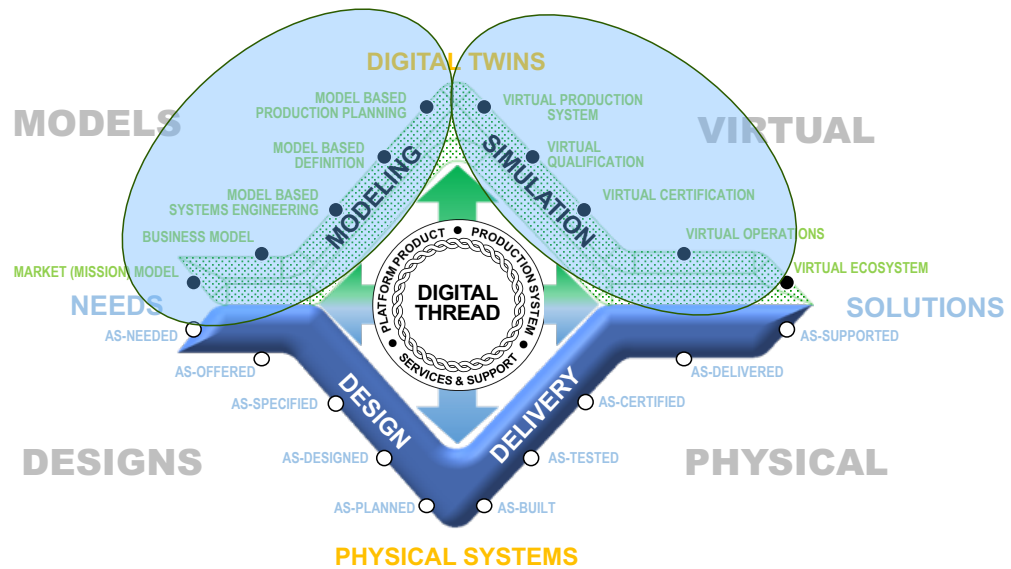 DIGITAL TWINS
MODELS
VIRTUAL
MODEL BASED
PRODUCTION PLANNING
VIRTUAL PRODUCTION
SYSTEM
MODEL BASED
DEFINITION
VIRTUAL
QUALIFICATION
MODELING
SIMULATION
MODEL BASED
SYSTEMS ENGINEERING
VIRTUAL CERTIFICATION
BUSINESS MODEL
VIRTUAL OPERATIONS
MARKET (MISSION) MODEL
VIRTUAL ECOSYSTEM
NEEDS
SOLUTIONS
PLATFORM PRODUCT • PRODUCTION SYSTEM • SERVICES & SUPPORT •
DIGITAL
THREAD
AS-NEEDED
AS-SUPPORTED
AS-OFFERED
AS-DELIVERED
DESIGN
DELIVERY
AS-SPECIFIED
AS-CERTIFIED
DESIGNS
PHYSICAL
AS-DESIGNED
AS-TESTED
AS-PLANNED
AS-BUILT
PHYSICAL SYSTEMS